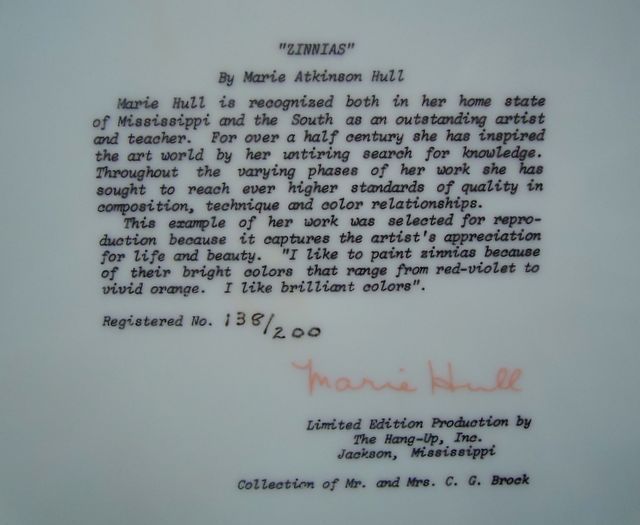 "ZINNIAS"
By Marie Atkinson Hull
Marie Hull is recognized both in her home state
of Mississippi and the South as an outstanding artist
and teacher. For over a half century she has inspired
the art world by her untiring search for knowledge.
Throughout the varying phases of her work she has
sought to reach ever higher standards of quality in
composition, technique and color relationships.
This example of her work was selected for repro-
duction because it captures the artist's appreciation
for life and beauty. "I like to paint zinnias because
of their bright colors that range from red-violet to
vivid orange. I like brilliant colors".
Registered No. 138/200
Marie Hull
Limited Edition Production by
The Hang-Up, Inc.
Jackson, Mississippi
Collection of Mr. and Mrs. C. G. Brock